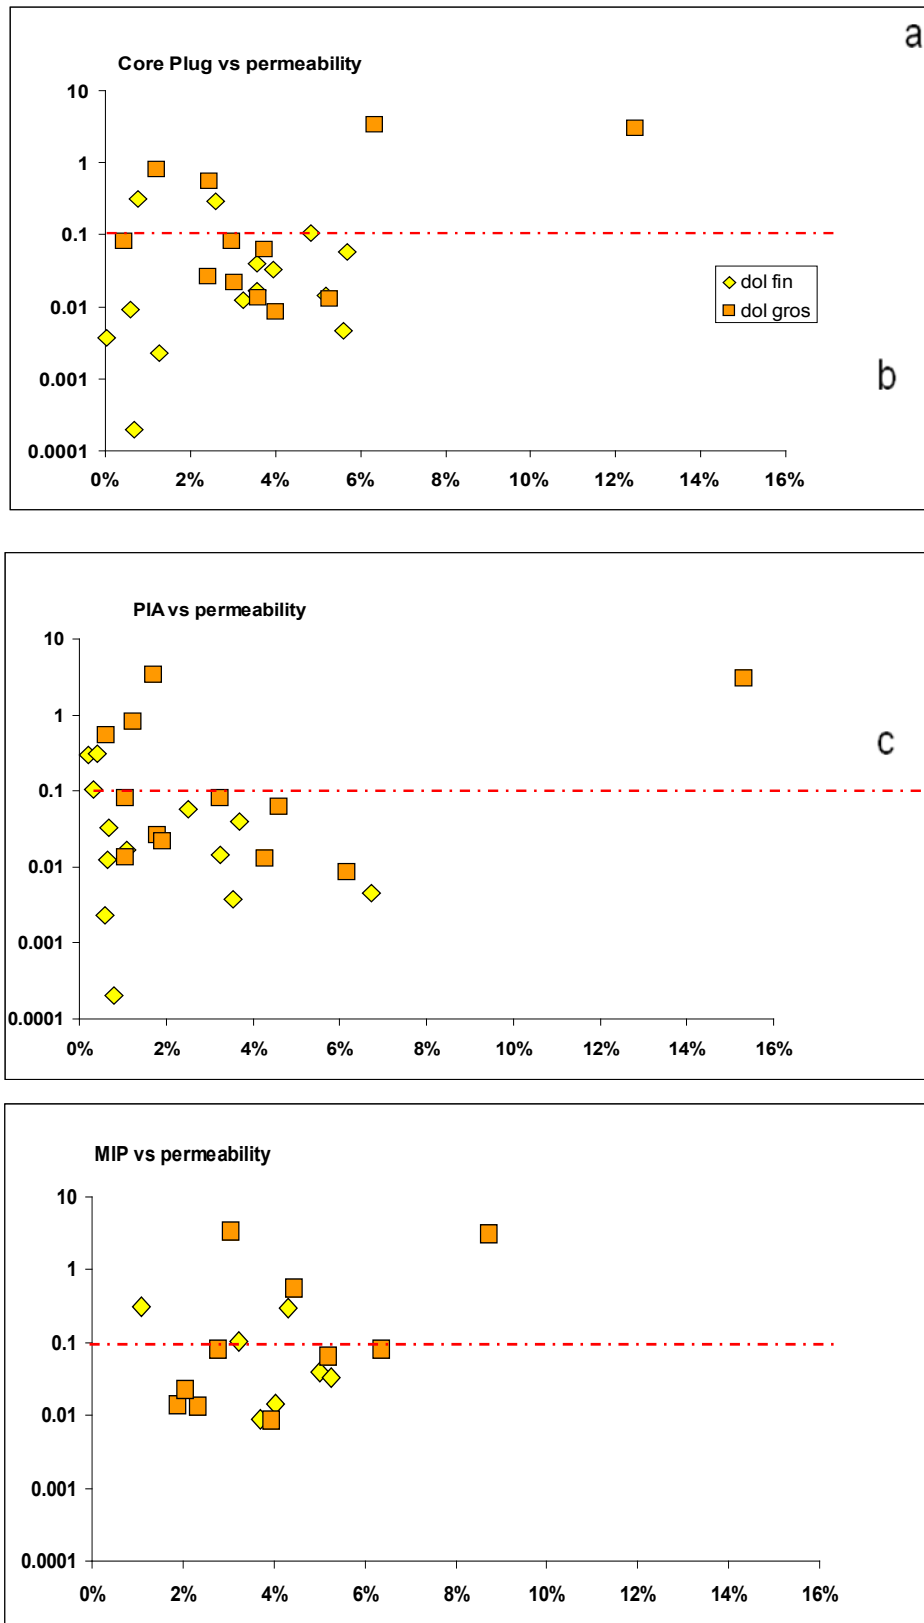 a
Core Plug vs permeability
10
1
0.1
0.01
0.001
0.0001
0% 2% 4% 6% 8% 10% 12% 14% 16%
dol fin
dol gros
b
PIA vs permeability
10
1
0.1
0.01
0.001
0.0001
0% 2% 4% 6% 8% 10% 12% 14% 16%
c
MIP vs permeability
10
1
0.1
0.01
0.001
0.0001
0% 2% 4% 6% 8% 10% 12% 14% 16%